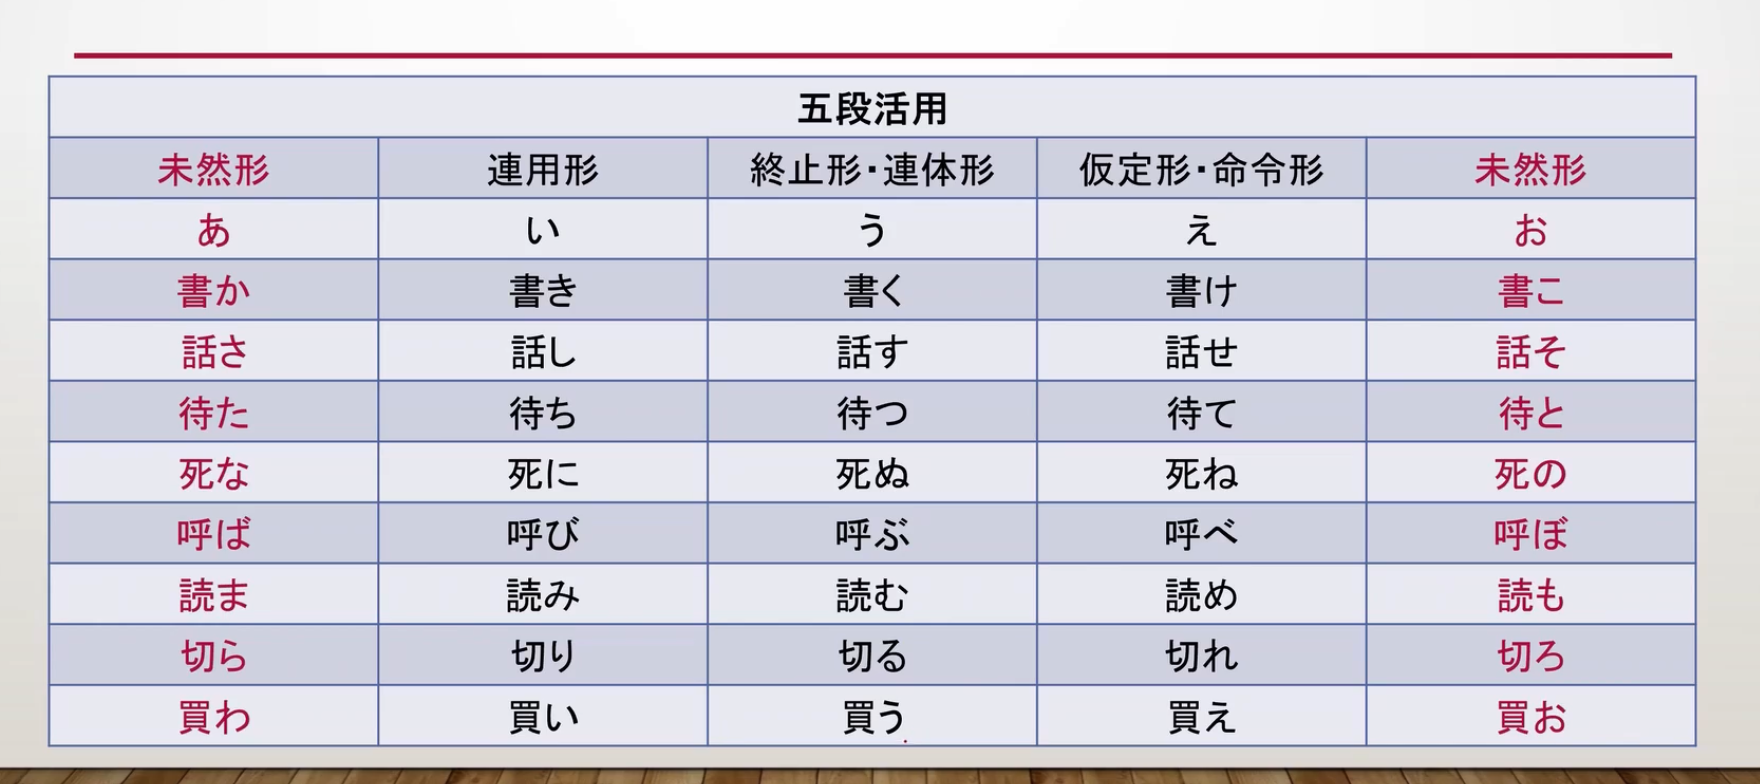 五段活用
未然形 連用形 終止形・連体形 仮定形・命令形 未然形
あ い う え お
書か 書き 書く 書け 書こ
話さ 話し 話す 話せ 話そ
待た 待ち 待つ 待て 待と
死な 死に 死ぬ 死ね 死の
呼ば 呼び 呼ぶ 呼べ 呼ぼ
読ま 読み 読む 読め 読も
切ら 切り 切る 切れ 切ろ
買わ 買い 買う 買え 買お